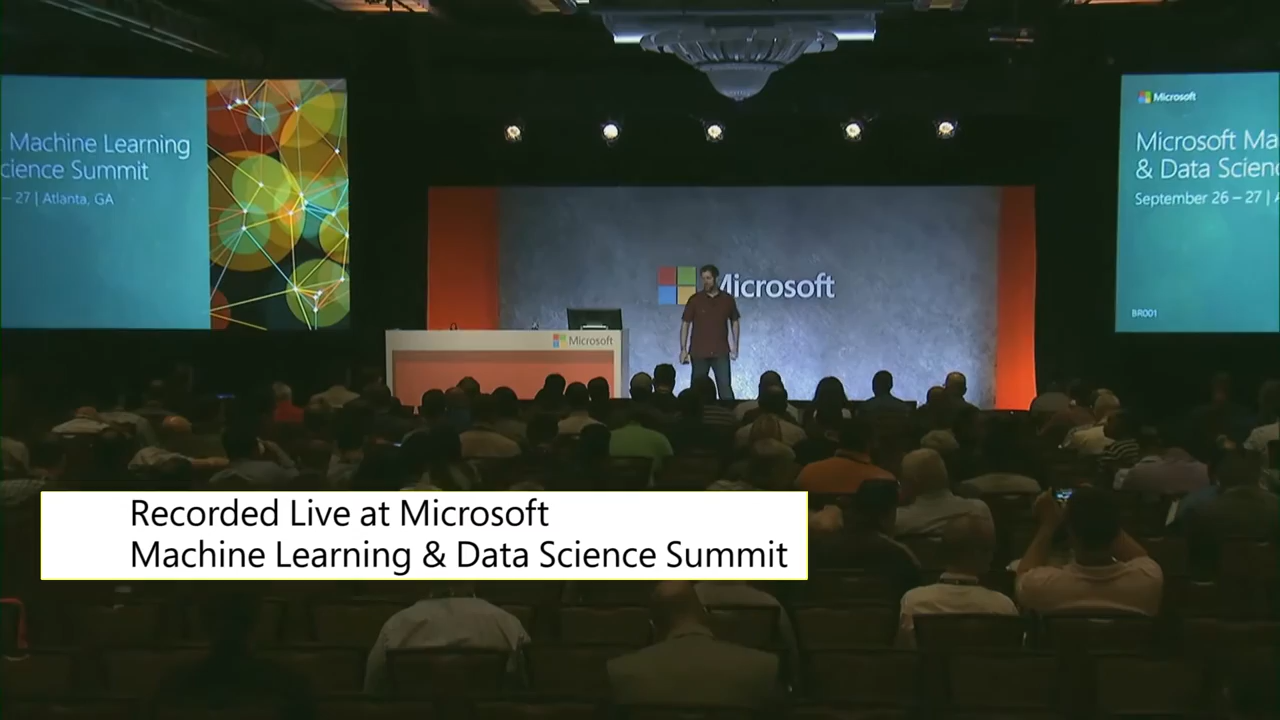 Machine Learning
cience Summit
– 27 | Atlanta, GA
Microsoft
Microsoft Ma
& Data Scien
September 26 – 27 |
BR001
Microsoft
Microsoft
Recorded Live at Microsoft
Machine Learning & Data Science Summit